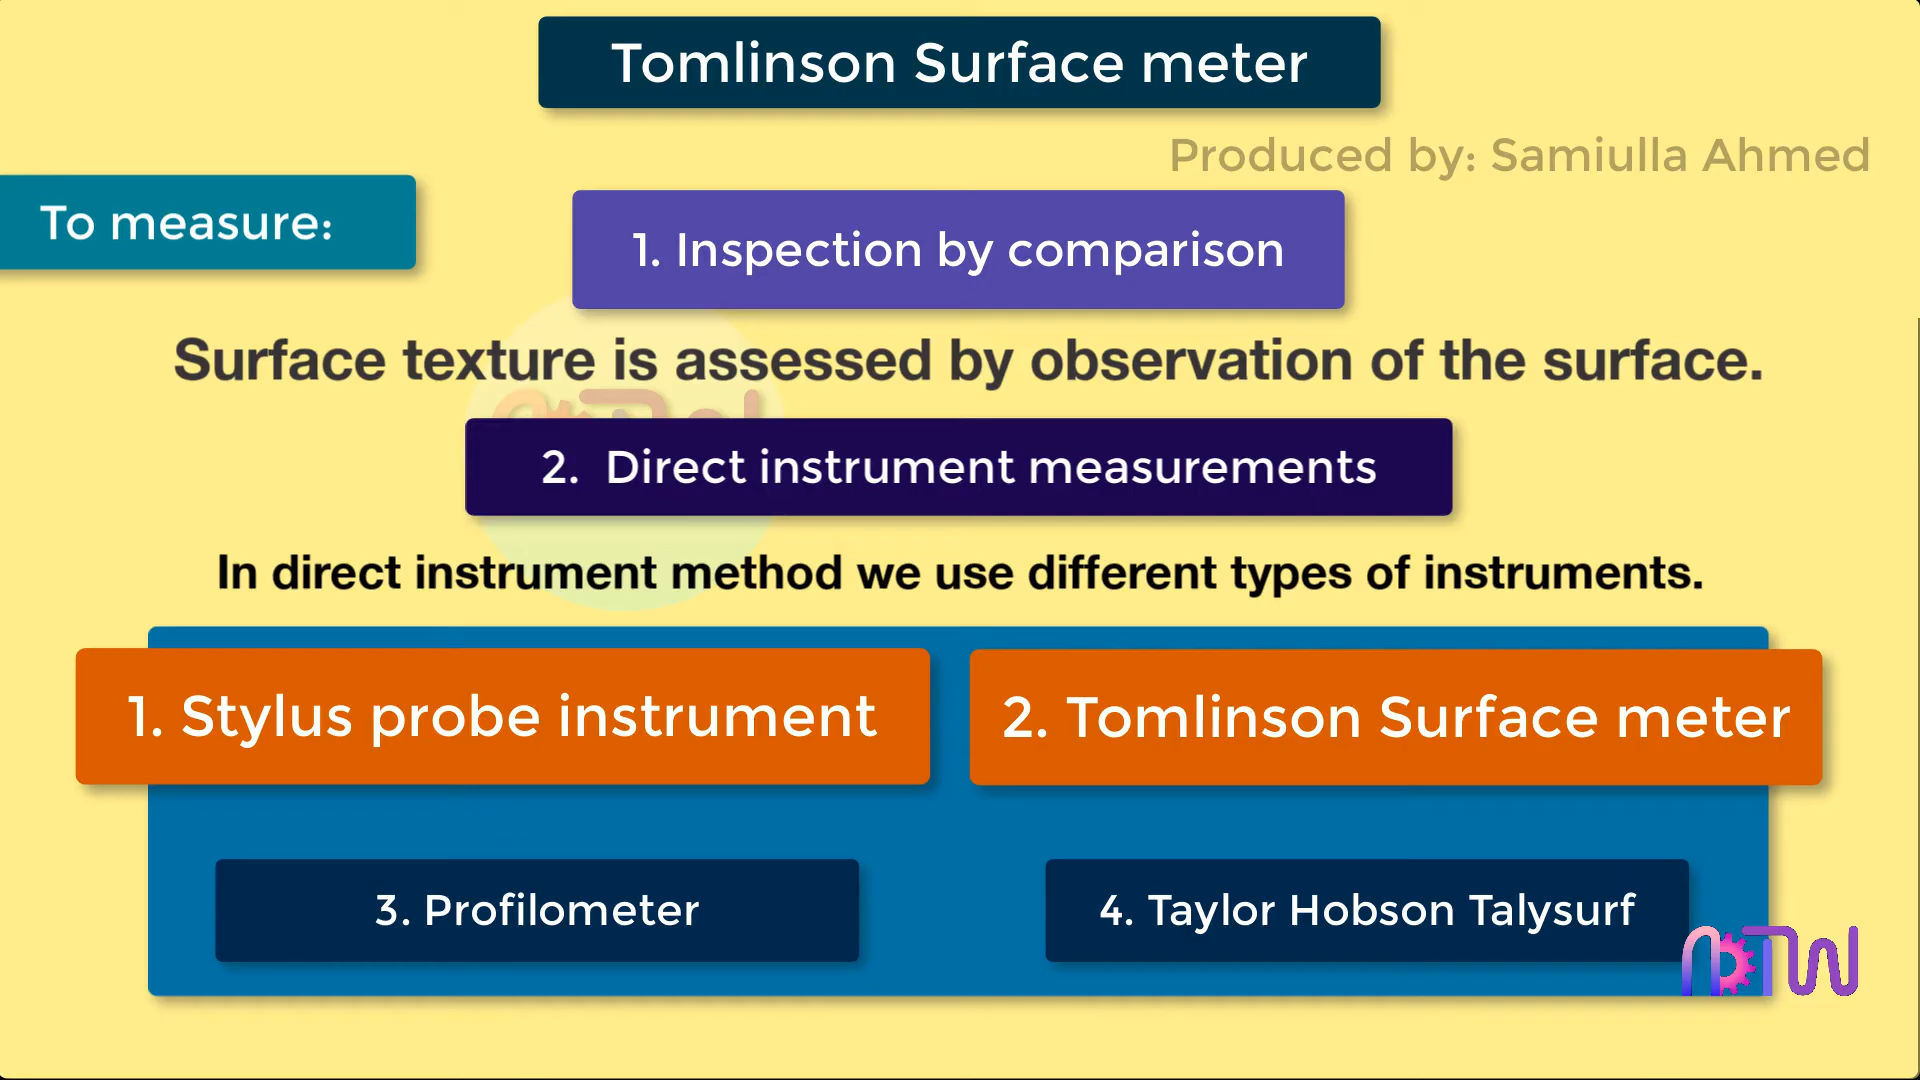 Tomlinson Surface meter
Produced by: Samiulla Ahmed
To measure:
1. Inspection by comparison
Surface texture is assessed by observation of the surface.
2. Direct instrument measurements
In direct instrument method we use different types of instruments.
1. Stylus probe instrument
2. Tomlinson Surface meter
3. Profilometer
4. Taylor Hobson Talysurf